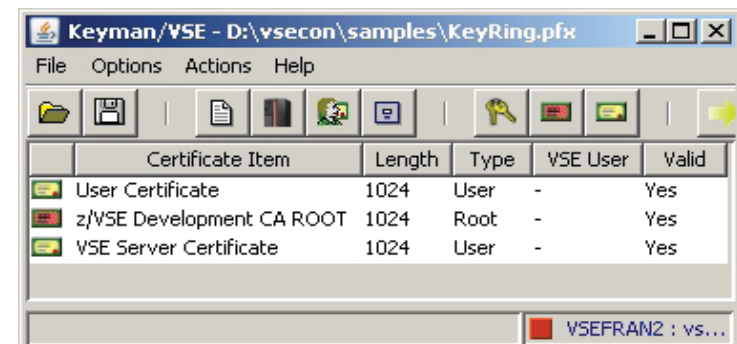 Keyman/VSE - D:\vsecon\samples\KeyRing.pfx
File Options Actions Help
Certificate Item Length Type VSE User Valid
User Certificate 1024 User - Yes
z/VSE Development CA ROOT 1024 Root - Yes
VSE Server Certificate 1024 User - Yes
VSEFRAN2 : vs...